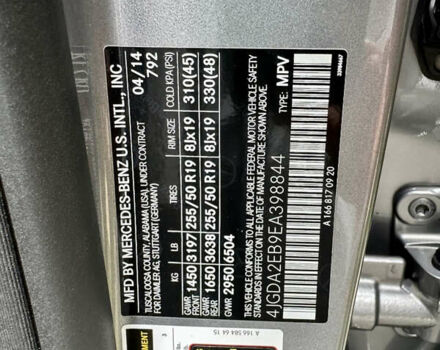 MFD BY MERCEDES-BENZ U.S. INTL., INC
04/14
792
TUSCALOOSA COUNTY, ALABAMA (USA), UNDER CONTRACT
FOR DAIMLER AG, STUTTGART/GERMANY
KG LB TIRES RIM SIZE COLD KPA (PSI)
GAWR FRONT 1450 3197 255/50 R19 8Jx19 310(45)
GAWR REAR 1650 3638 255/50 R19 8Jx19 330(48)
GVWR 2950 6504
THIS VEHICLE CONFORMS TO ALL APPLICABLE FEDERAL MOTOR VEHICLE SAFETY
STANDARDS IN EFFECT ON THE DATE OF MANUFACTURE SHOWN ABOVE.
4JGDA2EB9EA398844 TYPE: MPV
A 166 817 09 20
A 166 584 64 15